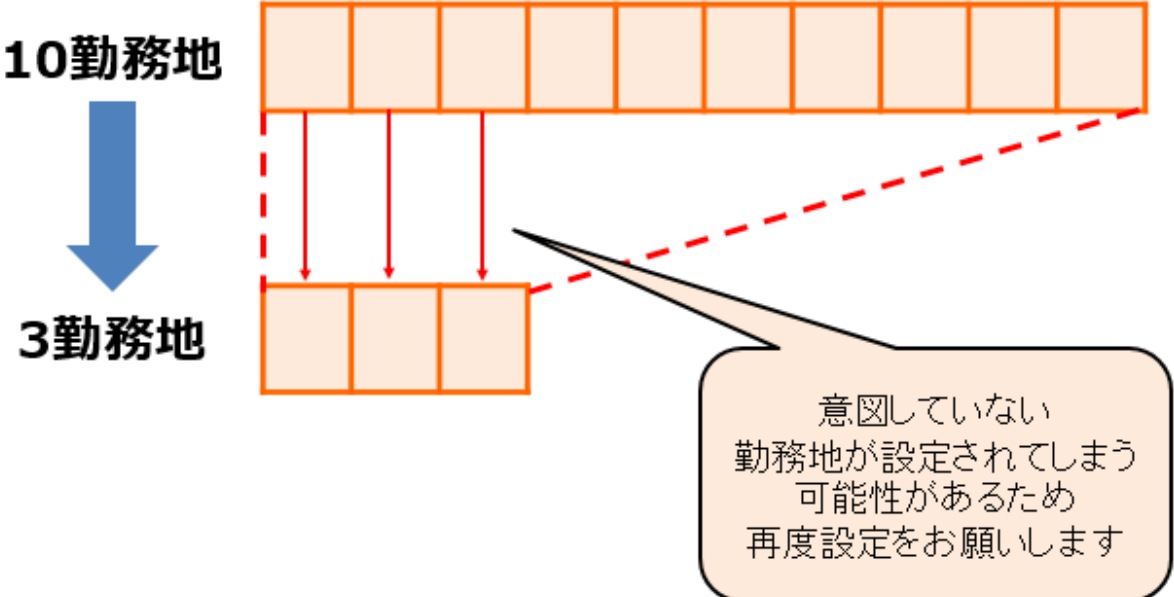 10勤務地
3勤務地
意図していない
勤務地が設定されてしまう
可能性があるため
再度設定をお願いします